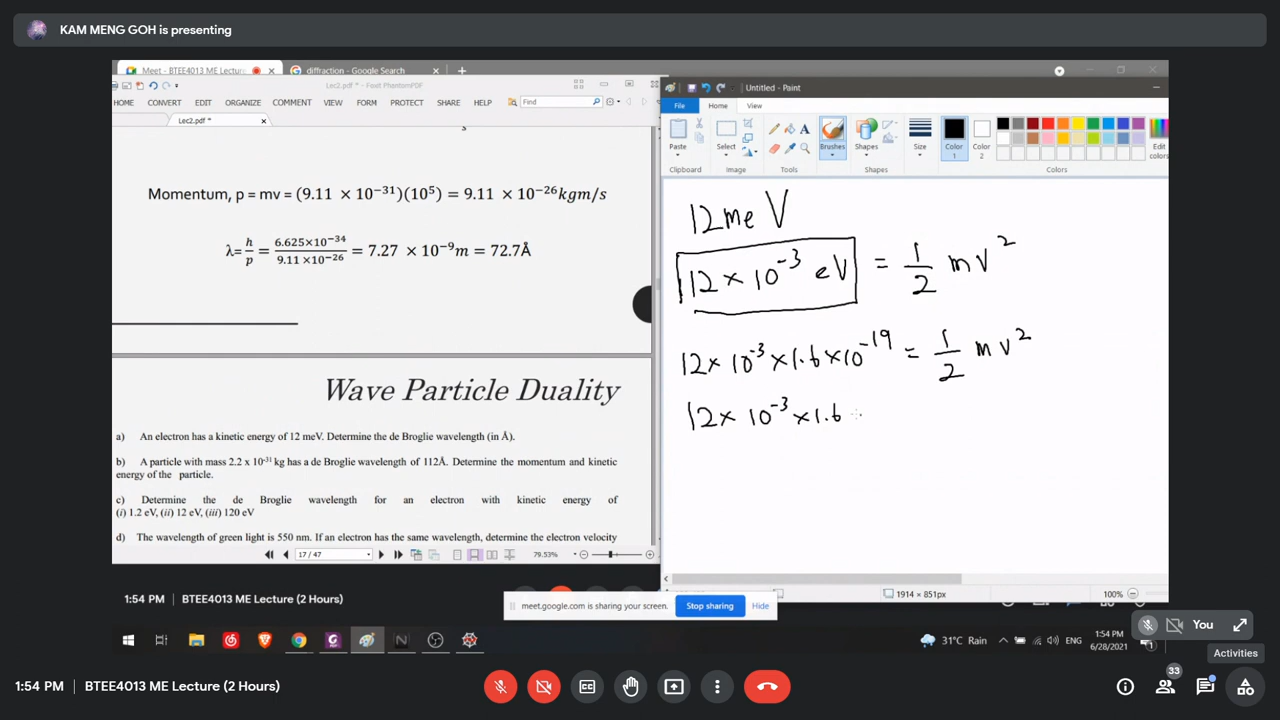 KAM MENG GOH is presenting
Meet - BTEE4013 ME Lectur
diffraction - Google Search
Lec2.pdf * - Foxit PhantomPDF
HOME CONVERT EDIT ORGANIZE COMMENT VIEW FORM PROTECT SHARE HELP Find
Lec2.pdf *
Momentum, p = mv = (9.11 × 10⁻³¹)(10⁵) = 9.11 × 10⁻²⁶kgm/s
λ= h/p = 6.625×10⁻³⁴/9.11 ×10⁻²⁶ = 7.27 ×10⁻⁹m = 72.7Å
Wave Particle Duality
a) An electron has a kinetic energy of 12 meV. Determine the de Broglie wavelength (in Å).
b) A particle with mass 2.2 x 10⁻³¹ kg has a de Broglie wavelength of 112Å. Determine the momentum and kinetic
energy of the particle.
c) Determine the de Broglie wavelength for an electron with kinetic energy of
(i) 1.2 eV, (ii) 12 eV, (iii) 120 eV
d) The wavelength of green light is 550 nm. If an electron has the same wavelength, determine the electron velocity
17 / 47
79.53%
Untitled - Paint
File Home View
Paste Select Brushes Shapes Size Color 1 Color 2 Edit colors
Clipboard Image Tools Shapes Colors
12 me V
12 × 10⁻³ eV = 1/2 mv²
12 × 10⁻³ × 1.6 × 10⁻¹⁹ = 1/2 mv²
12 × 10⁻³ × 1.6
1914 × 851px
100%
1:54 PM BTEE4013 ME Lecture (2 Hours)
meet.google.com is sharing your screen. Stop sharing Hide
31°C Rain ENG 1:54 PM
6/28/2021
You
Activities
33
1:54 PM BTEE4013 ME Lecture (2 Hours)